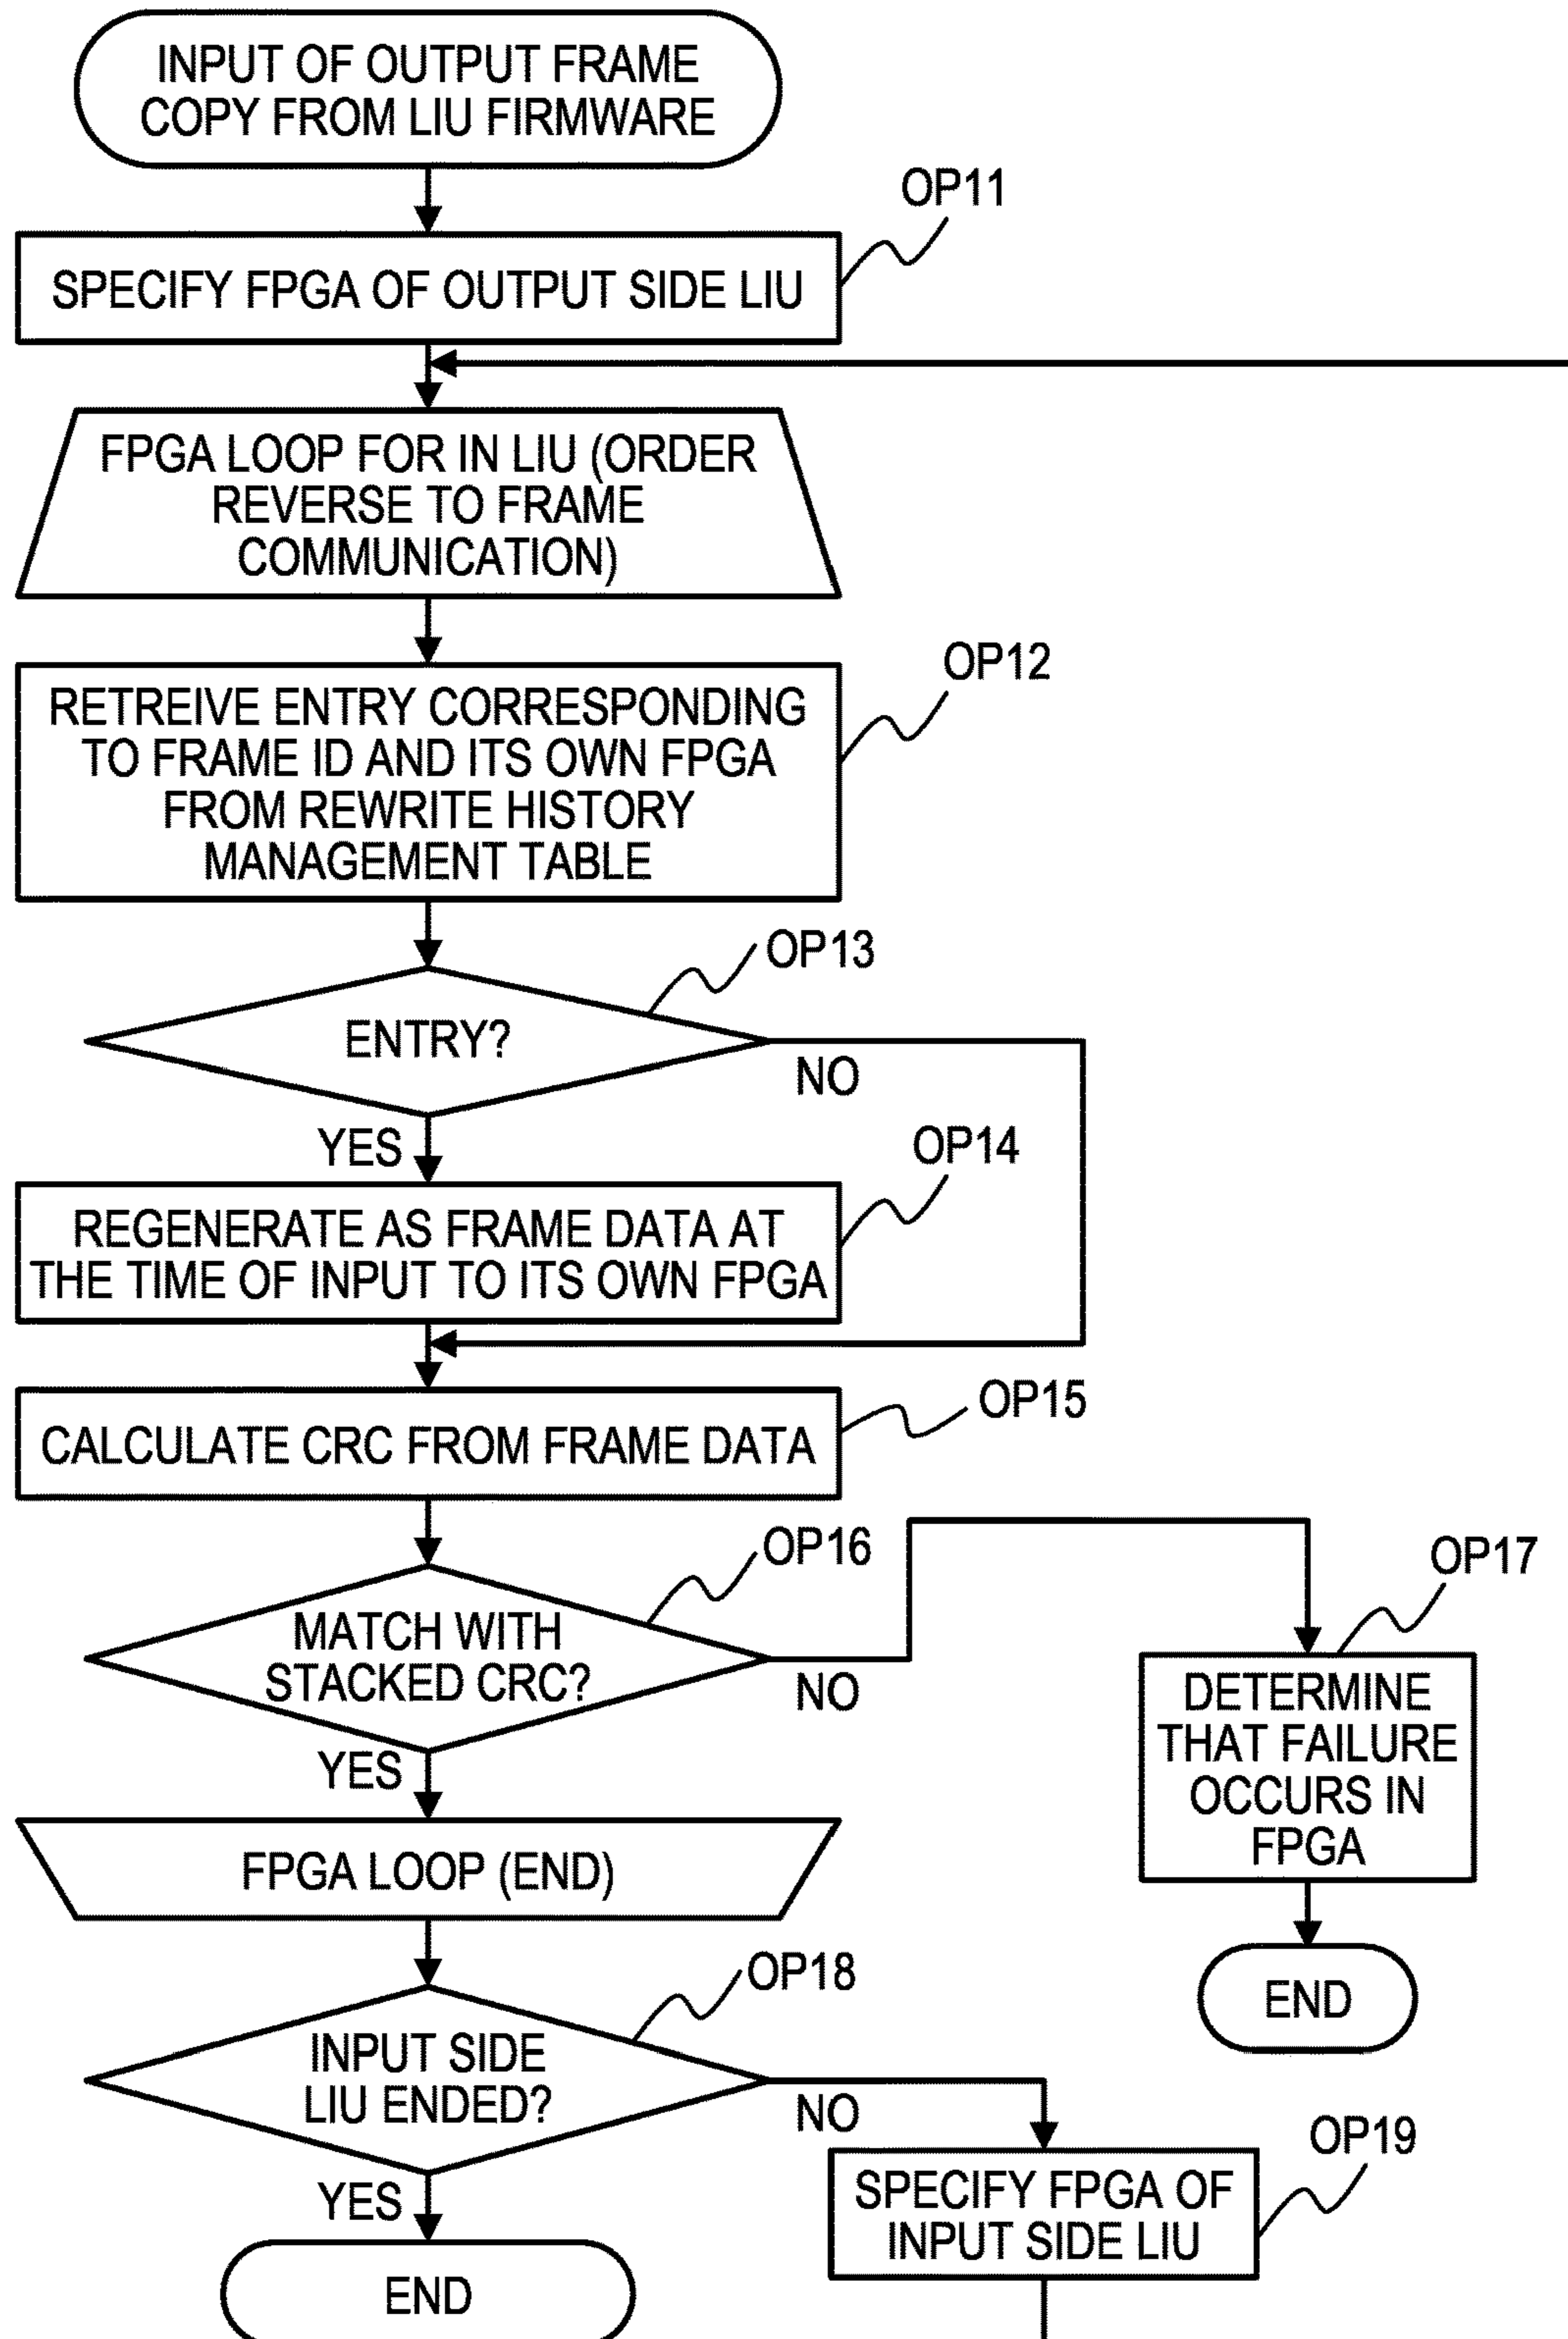 INPUT OF OUTPUT FRAME
COPY FROM LIU FIRMWARE
OP11
SPECIFY FPGA OF OUTPUT SIDE LIU
FPGA LOOP FOR IN LIU (ORDER
REVERSE TO FRAME
COMMUNICATION)
OP12
RETREIVE ENTRY CORRESPONDING
TO FRAME ID AND ITS OWN FPGA
FROM REWRITE HISTORY
MANAGEMENT TABLE
OP13
ENTRY?
NO
YES
OP14
REGENERATE AS FRAME DATA AT
THE TIME OF INPUT TO ITS OWN FPGA
OP15
CALCULATE CRC FROM FRAME DATA
OP16
MATCH WITH
STACKED CRC?
NO
YES
OP17
DETERMINE
THAT FAILURE
OCCURS IN
FPGA
END
FPGA LOOP (END)
OP18
INPUT SIDE
LIU ENDED?
NO
YES
OP19
SPECIFY FPGA OF
INPUT SIDE LIU
END